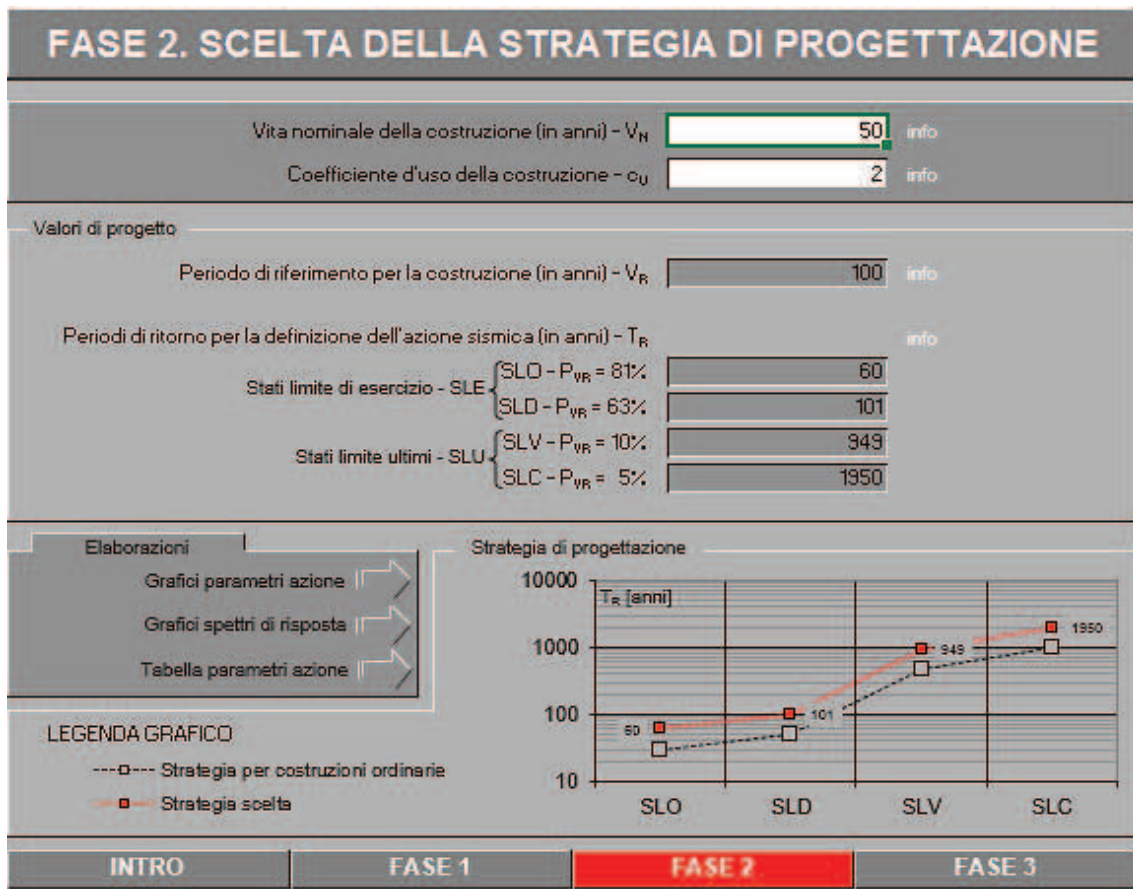 FASE 2. SCELTA DELLA STRATEGIA DI PROGETTAZIONE
Vita nominale della costruzione (in anni) - VN 50 info
Coefficiente d'uso della costruzione - cU 2 info
Valori di progetto
Periodo di riferimento per la costruzione (in anni) - VR 100 info
Periodi di ritorno per la definizione dell'azione sismica (in anni) - TR info
Stati limite di esercizio - SLE
SLO - PVR = 81% 60
SLD - PVR = 63% 101
Stati limite ultimi - SLU
SLV - PVR = 10% 949
SLC - PVR = 5% 1950
Elaborazioni
Grafici parametri azione
Grafici spettri di risposta
Tabella parametri azione
Strategia di progettazione
TR [anni]
10000
1000
100
10
60
101
949
1950
SLO SLD SLV SLC
LEGENDA GRAFICO
Strategia per costruzioni ordinarie
Strategia scelta
INTRO FASE 1 FASE 2 FASE 3